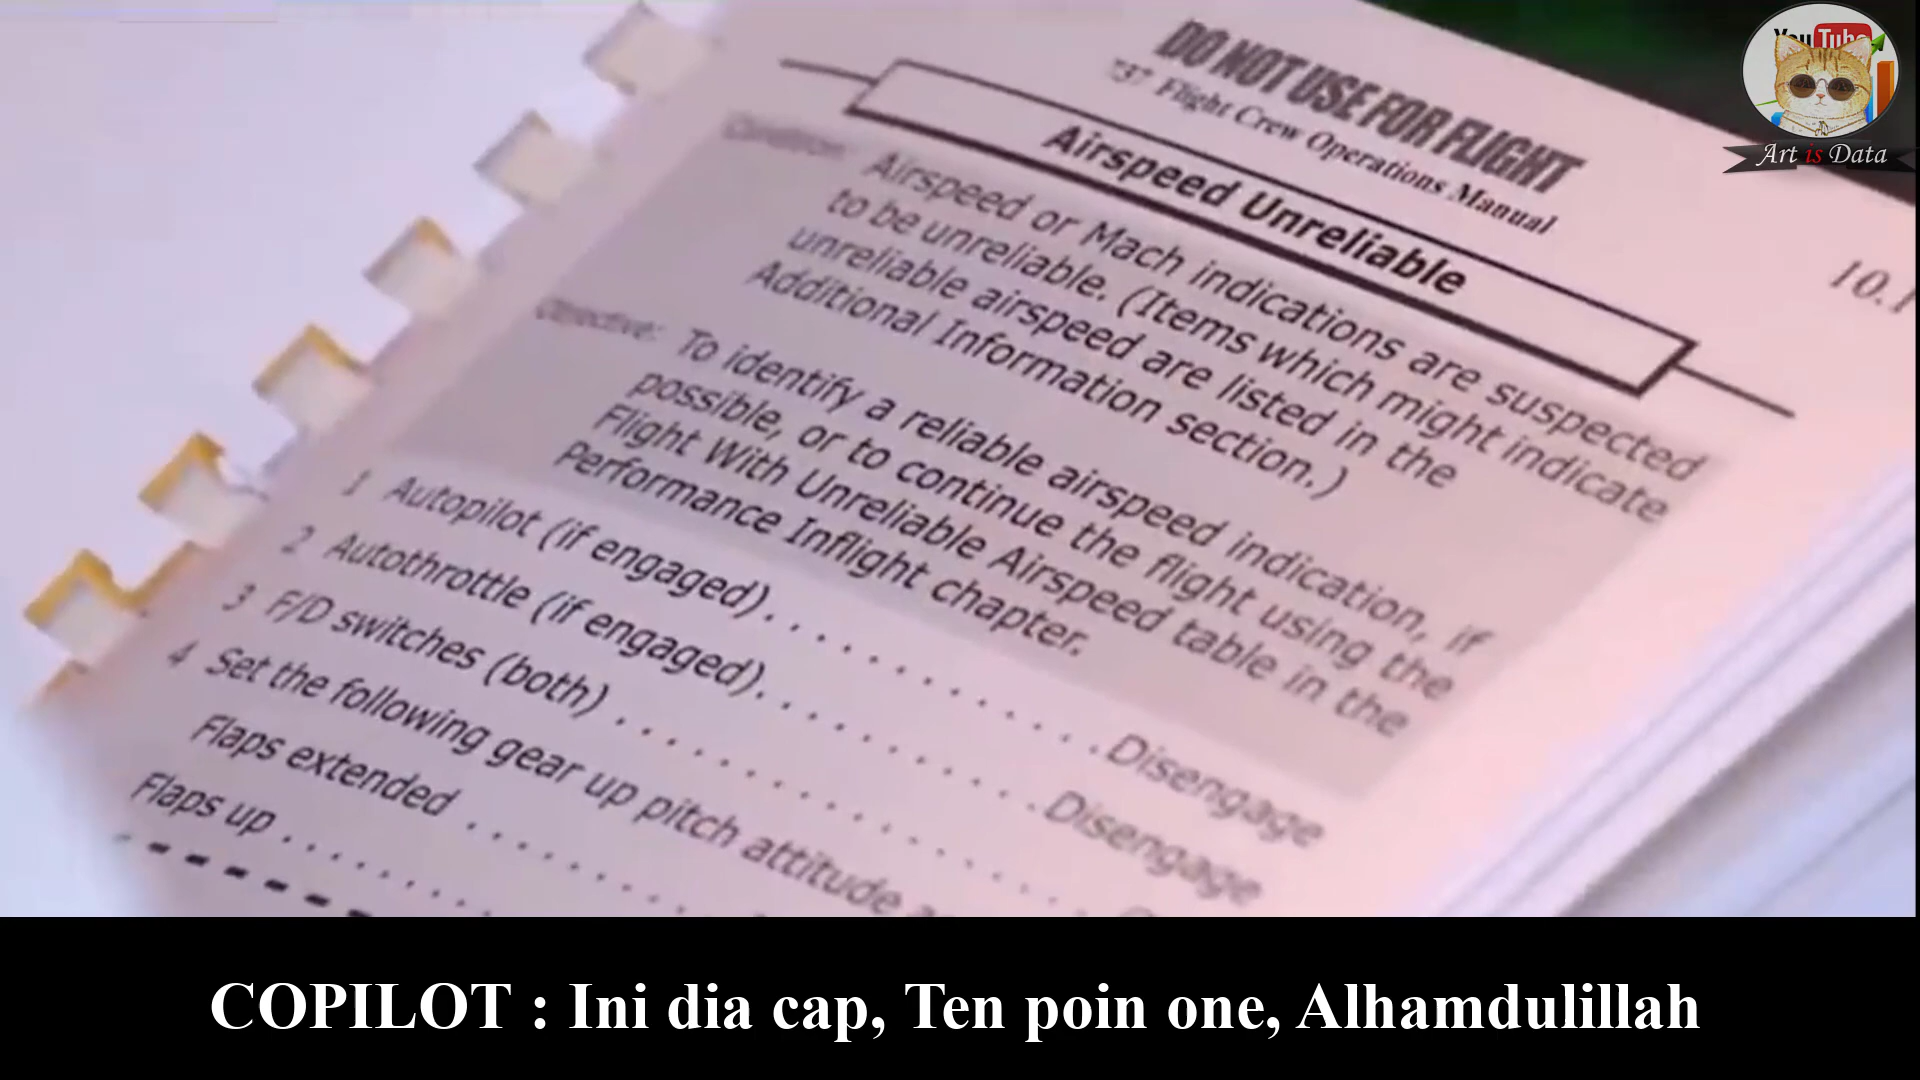 YouTube
Art is Data
DO NOT USE FOR FLIGHT
737 Flight Crew Operations Manual
10.1
Airspeed Unreliable
Condition: Airspeed or Mach indications are suspected
to be unreliable. (Items which might indicate
unreliable airspeed are listed in the
Additional Information section.)
Objective: To identify a reliable airspeed indication, if
possible, or to continue the flight using the
Flight With Unreliable Airspeed table in the
Performance Inflight chapter.
1 Autopilot (if engaged). . . . . . . . . . . . . . . Disengage
2 Autothrottle (if engaged). . . . . . . . . . . . . Disengage
3 F/D switches (both) . . . . . . . . . . . . . . .
4 Set the following gear up pitch attitude
Flaps extended . . . . . . . . . . . .
Flaps up . . . . . . . . . .
COPILOT : Ini dia cap, Ten poin one, Alhamdulillah